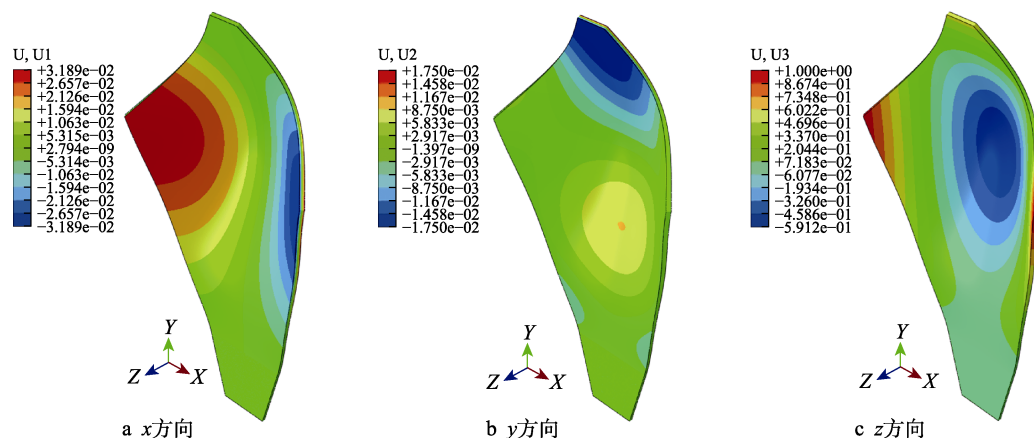 U, U1
+3.189e−02
+2.657e−02
+2.126e−02
+1.594e−02
+1.063e−02
+5.315e−03
−2.794e−09
−5.314e−03
−1.063e−02
−1.594e−02
−2.126e−02
−2.657e−02
−3.189e−02
Y
Z
X
a x方向
U, U2
+1.750e−02
+1.458e−02
+1.167e−02
+8.750e−03
+5.833e−03
+2.917e−03
−1.397e−09
−2.917e−03
−5.833e−03
−8.750e−03
−1.167e−02
−1.458e−02
−1.750e−02
Y
Z
X
b y方向
U, U3
+1.000e+00
+8.674e−01
+7.348e−01
+6.022e−01
+4.696e−01
+3.370e−01
+2.044e−01
+7.183e−02
−6.077e−02
−1.934e−01
−3.260e−01
−4.586e−01
−5.912e−01
Y
Z
X
c z方向